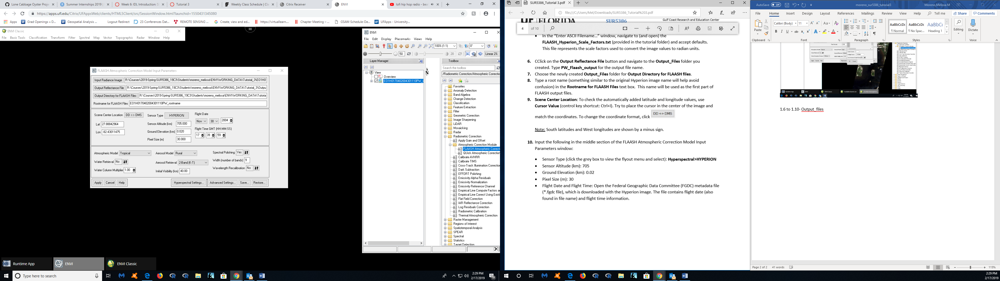 Lone Cabbage Oyster Proje
Summer Internships 2019 |
Week 6: IDL Introduction: S
Tutorial 3
Weekly Class Schedule | Cla
Citrix Receiver
ENVI
lofi hip hop radio - bea
https://apps.ufl.edu/Citrix/UFAppsWeb/clients/HTML5Client/src/SessionWindow.html?launchid=1550431345080
Apps
Grad Openings » D...
Geospatial Analysis ...
Logout Redirect
23 Conferences Dat...
REMOTE SENSING ...
Create, view and ed...
https://virtuallearn...
Chapter Meeting – ...
GSAW-Schedule-De...
UFApps - University...
ENVI Classic
File Basic Tools Classification Transform Filter Spectral Map Vector Topographic Radar Window Help
FLAASH Atmospheric Correction Model Input Parameters
Input Radiance Image R:\Courses\2019-Spring-SUR5386_19C3\Students\moreno_melissa\ENVI\WORKING_DATA\Tutorial_3\EO1H0'
Output Reflectance File R:\Courses\2019-Spring-SUR5386_19C3\Students\moreno_melissa\ENVI\WORKING_DATA\Tutorial_3\Outpu
Output Directory for FLAASH Files R:\Courses\2019-Spring-SUR5386_19C3\Students\moreno_melissa\ENVI\WORKING_DATA\Tutoria
Rootname for FLAASH Files EO1H0170402004301110PW_rootname
Scene Center Location DD <-> DMS
Lat 27.88842964
Lon -82.43011475
Sensor Type HYPERION
Sensor Altitude (km) 705.000
Ground Elevation (km) 0.020
Pixel Size (m) 30.000
Flight Date
Nov 30 2004
Flight Time GMT (HH:MM:SS)
17 : 39 : 59
Atmospheric Model Tropical
Water Retrieval No
Water Column Multiplier 1.00
Aerosol Model Rural
Aerosol Retrieval 2-Band (K-T)
Initial Visibility (km) 40.00
Spectral Polishing Yes
Width (number of bands) 9
Wavelength Recalibration No
Apply Cancel Help Hyperspectral Settings... Advanced Settings... Save... Restore...
ENVI
File Edit Display Placemarks Views Help
100% (1:1) 0°
50 20 Linear 2%
Layer Manager
View
Overview
EO1H0170402004301110PW_L
N
Toolbox
Search the toolbox
/Radiometric Correction/Atmospheric Correctio
Favorites
Anomaly Detection
Band Algebra
Change Detection
Classification
Feature Extraction
Filter
Geometric Correction
Image Sharpening
LiDAR
Mosaicking
Radar
Radiometric Correction
Apply Gain and Offset
Atmospheric Correction Module
FLAASH Atmospheric Correcti
QUick Atmospheric Correction
Calibrate AVHRR
Calibrate TIMS
Cross-Track Illumination Correction
Dark Subtraction
EFFORT Polishing
Emissivity Alpha Residuals
Emissivity Normalization
Emissivity Reference Channel
Empirical Line Compute Factors an
Empirical Line Correct Using Existi
Flat Field Correction
IAR Reflectance Correction
Log Residuals Correction
Radiometric Calibration
Thermal Atmospheric Correction
Raster Management
Regions of Interest
Spatiotemporal Analysis
SPEAR
Spectral
Statistics
Target Detection
Runtime App
ENVI
ENVI Classic
Type here to search
2:29 PM
2/17/2019
19
SUR5386_Tutorial 3.pdf
file:///C:/Users/Mel/Downloads/SUR5386_Tutorial%203.pdf
UF | FLORIDA
SUR5386
Gulf Coast Research and Education Center
4 of 10
• In the “Enter ASCII Filename...” window, navigate to (and open) the
FLAASH_Hyperion_Scale_Factors.txt (provided in the tutorial folder) and accept defaults.
This file represents the scale factors used to convert the image values to radian units.
6. CClick on the Output Reflectance File button and navigate to the Output_Files folder you
created. Type PW_Flaash_output for the output file name.
7. Choose the newly created Output_Files folder for Output Directory for FLAASH files.
8. Type a root name (something similar to the original Hyperion image name will help avoid
confusion) in the Rootname for FLAASH Files text box. This name will be used as the first part of
FLAASH output files.
9. Scene Center Location: To check the automatically added latitude and longitude values, use
Cursor Value (control key shortcut: Ctrl+I). Try to place the cursor in the center of the image and
match the coordinates. To change the coordinate format, click DD <-> DMS
Note: South latitudes and West longitudes are shown by a minus sign.
10. Input the following in the middle section of the FLAASH Atmospheric Correction Model Input
Parameters window:
• Sensor Type (click the grey box to view the flyout menu and select): Hyperspectral>HYPERION
• Sensor Altitude (km): 705
• Ground Elevation (km): 0.02
• Pixel Size (m): 30
• Flight Date and Flight Time: Open the Federal Geographic Data Committee (FGDC) metadata file
(*.fgdc file), which is downloaded with the Hyperion image. The file contains flight date (also
found in file name) and flight time information.
AutoSave Off
moreno_sur5386_tutorial3
Moreno,Melissa M
File Home Insert Design Layout References Mailings Review View Help Tell me Share Comments
Paste
Calibri (Body) 11
AaBbCcDc AaBbCcDc AaBbCc
¶ Normal ¶ No Spac... Heading 1
Editing
Dictate
Clipboard Font Paragraph Styles Voice
1.6 to 1.10- Output_files
Page 2 of 2 41 words
115%
2:29 PM
2/17/2019